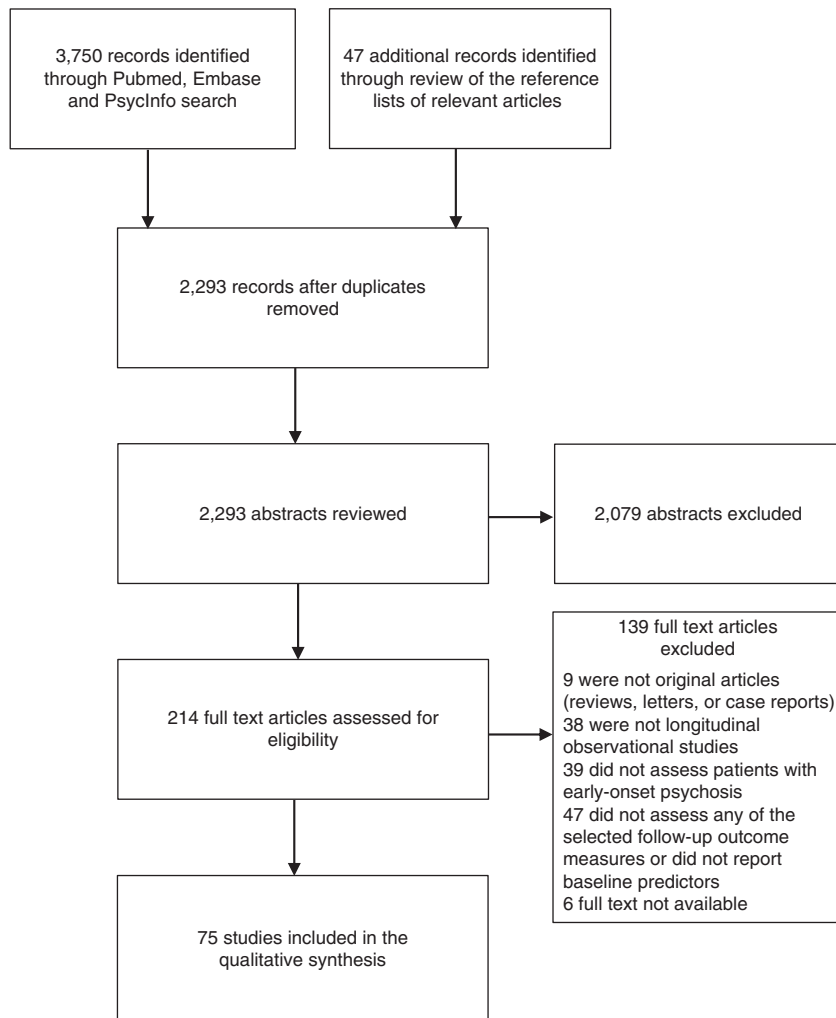 3,750 records identified
through Pubmed, Embase
and PsycInfo search
47 additional records identified
through review of the reference
lists of relevant articles
2,293 records after duplicates
removed
2,293 abstracts reviewed
2,079 abstracts excluded
214 full text articles assessed for
eligibility
139 full text articles
excluded
9 were not original articles
(reviews, letters, or case reports)
38 were not longitudinal
observational studies
39 did not assess patients with
early-onset psychosis
47 did not assess any of the
selected follow-up outcome
measures or did not report
baseline predictors
6 full text not available
75 studies included in the
qualitative synthesis